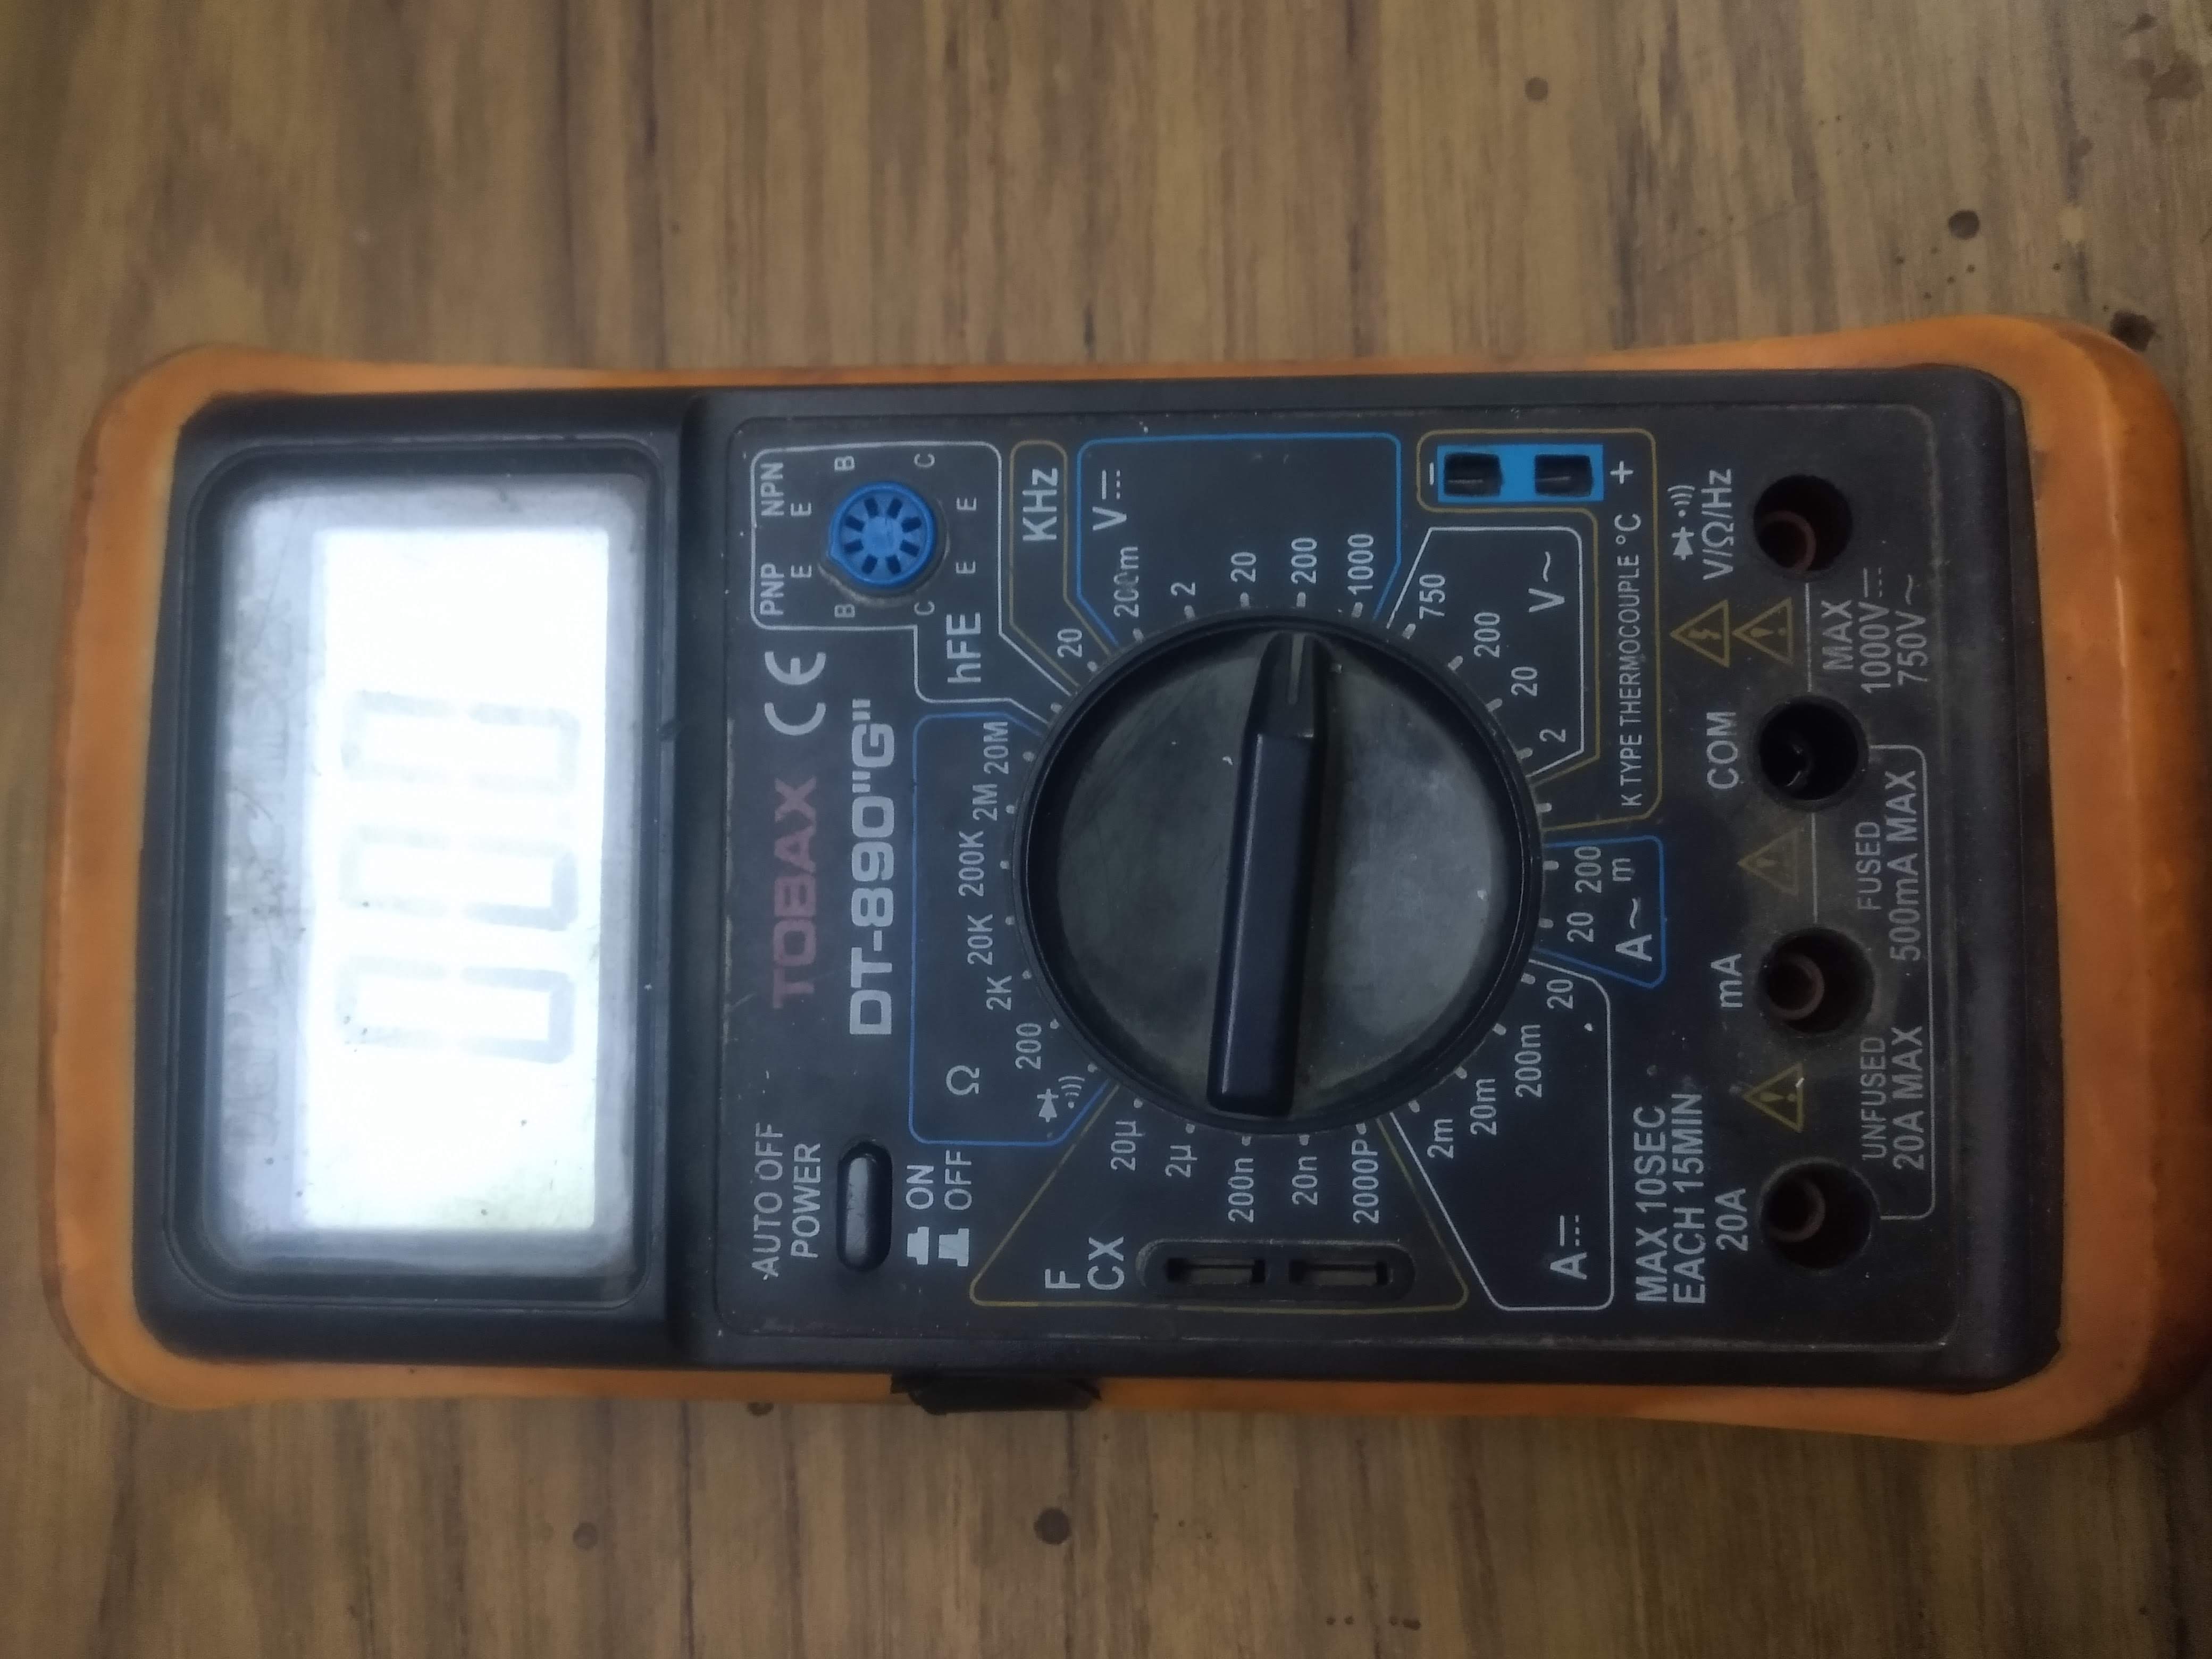 DIGITAL MULTIMETER
000
AUTO OFF
POWER
TOBAX CE
DT-890"G"
ON
OFF
PNP NPN
E E
B B
C C
E E
hFE
Ω
200
2K
20K
200K
2M
20M
KHz
20
F
CX
20µ
2µ
200n
20n
2000P
V
200m
2
20
200
1000
2m
20m
200m
20
A
20
200
m
A~
750
200
20
2
V~
−
+
K TYPE THERMOCOUPLE °C
MAX 10SEC
EACH 15MIN
20A
mA
COM
V/Ω/Hz
UNFUSED
20A MAX
FUSED
500mA MAX
MAX
1000V
750V~